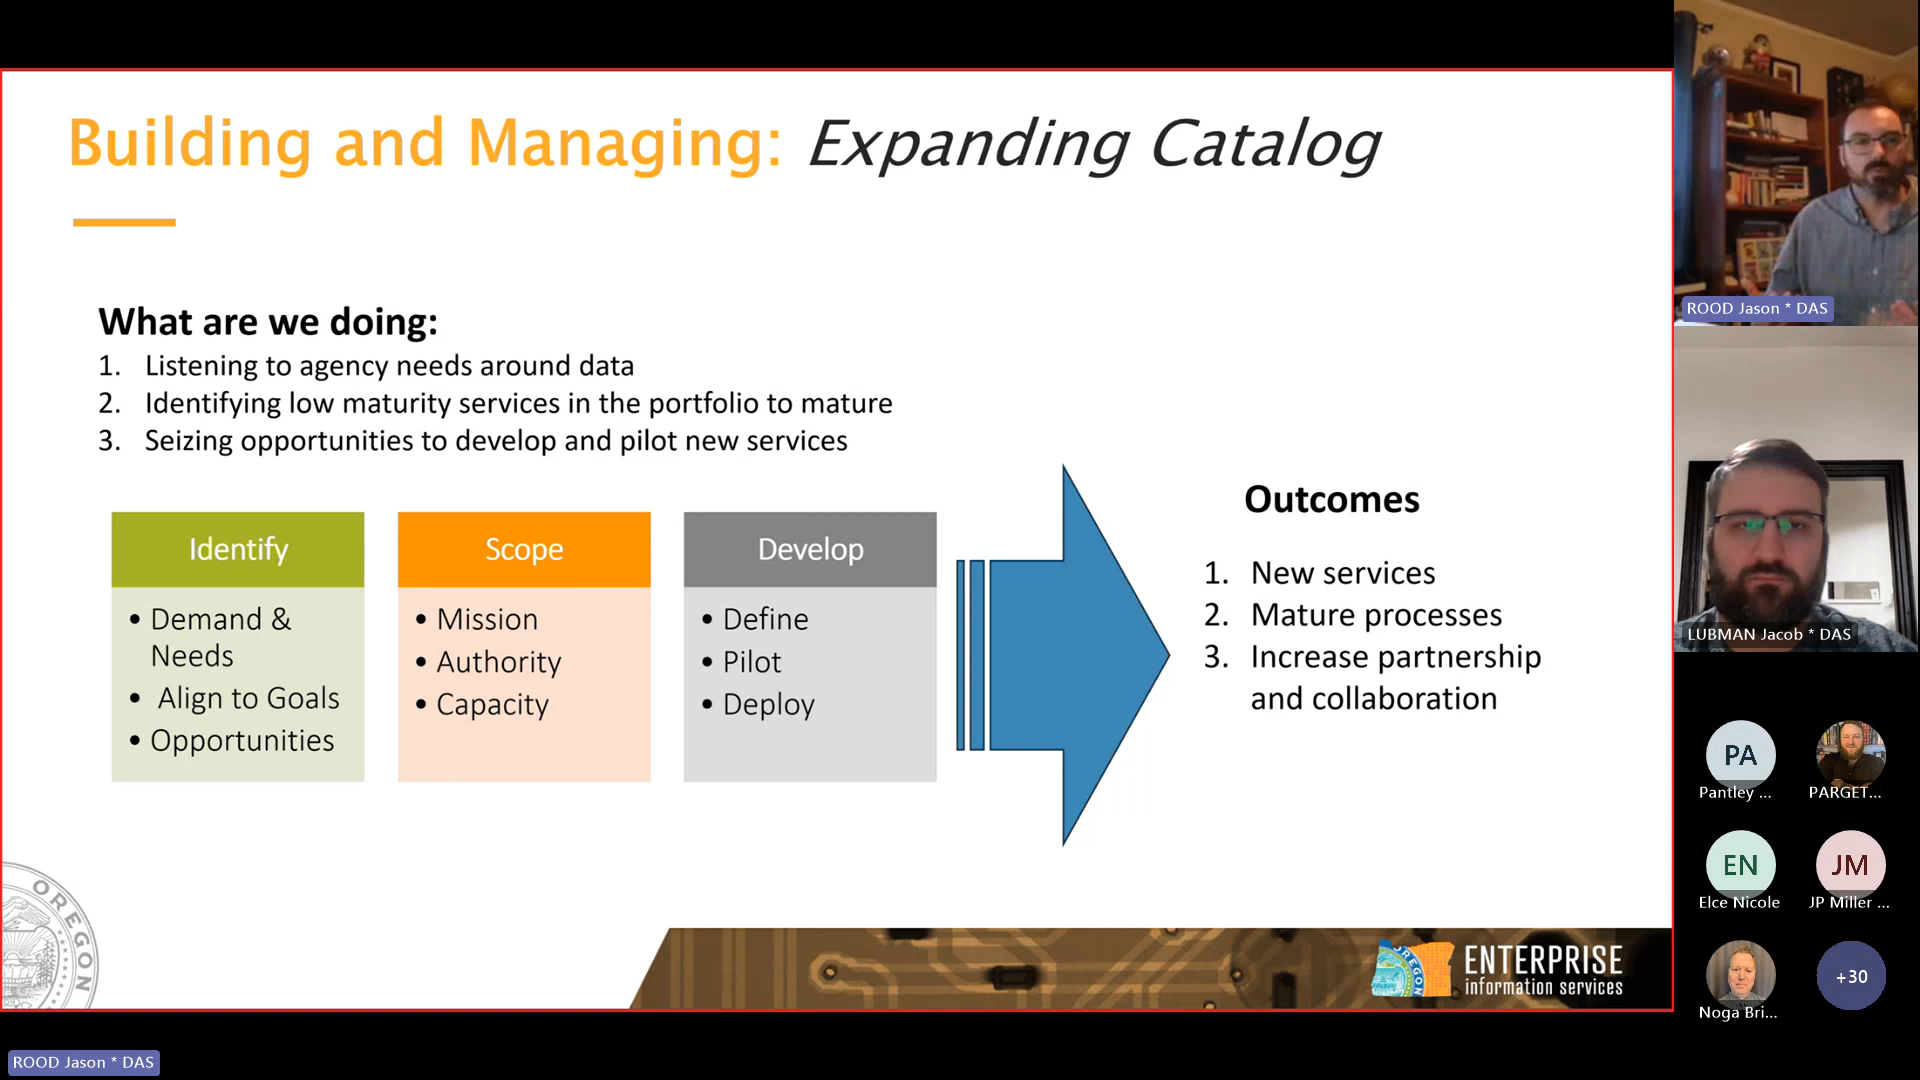 Building and Managing: Expanding Catalog
What are we doing:
1. Listening to agency needs around data
2. Identifying low maturity services in the portfolio to mature
3. Seizing opportunities to develop and pilot new services
Identify
• Demand &
Needs
• Align to Goals
• Opportunities
Scope
• Mission
• Authority
• Capacity
Develop
• Define
• Pilot
• Deploy
Outcomes
1. New services
2. Mature processes
3. Increase partnership
and collaboration
OREGON
OREGON
ENTERPRISE
information services
ROOD Jason * DAS
LUBMAN Jacob * DAS
PA
Pantley ...
PARGET...
EN
Elce Nicole
JM
JP Miller ...
Noga Bri...
+30
ROOD Jason * DAS